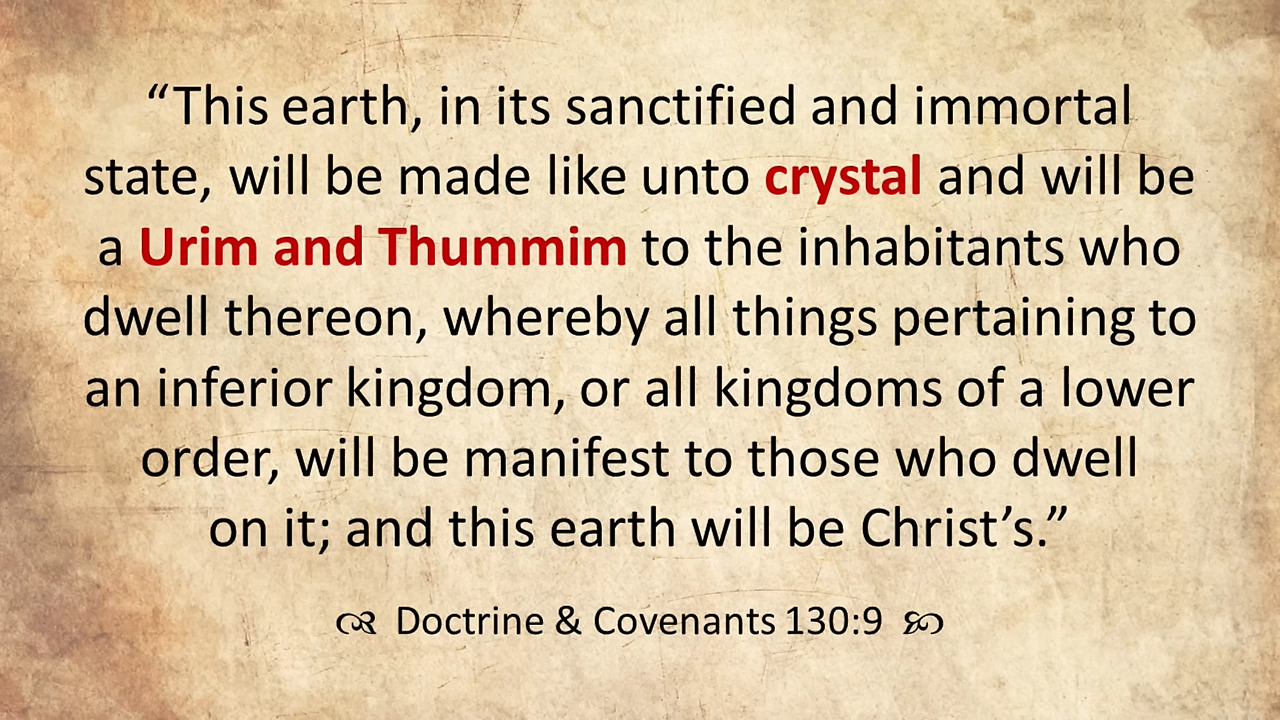 “This earth, in its sanctified and immortal
state, will be made like unto crystal and will be
a Urim and Thummim to the inhabitants who
dwell thereon, whereby all things pertaining to
an inferior kingdom, or all kingdoms of a lower
order, will be manifest to those who dwell
on it; and this earth will be Christ’s.”
Doctrine & Covenants 130:9